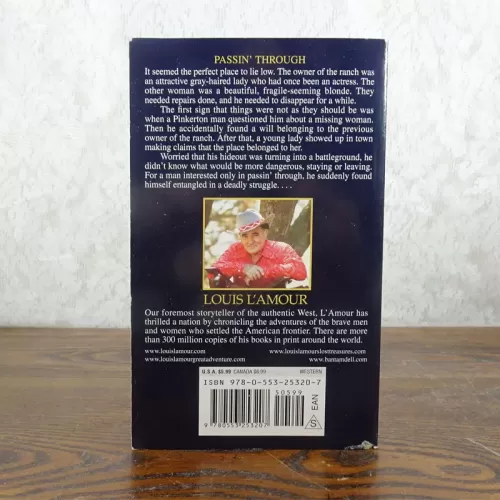 PASSIN' THROUGH
It seemed the perfect place to lie low. The owner of the ranch was
an attractive gray-haired lady who had once been an actress. The
other woman was a beautiful, fragile-seeming blonde. They
needed repairs done, and he needed to disappear for a while.
The first sign that things were not as they should be was
when a Pinkerton man questioned him about a missing woman.
Then he accidentally found a will belonging to the previous
owner of the ranch. After that, a young lady showed up in town
making claims that the place belonged to her.
Worried that his hideout was turning into a battleground, he
didn't know what would be more dangerous, staying or leaving.
For a man interested only in passin' through, he suddenly found
himself entangled in a deadly struggle. . . .
LOUIS L'AMOUR
Our foremost storyteller of the authentic West, L'Amour has
thrilled a nation by chronicling the adventures of the brave men
and women who settled the American frontier. There are more
than 300 million copies of his books in print around the world.
www.louislamour.com www.louislamourslosttreasures.com
www.louislamourgreatadventure.com www.bantamdell.com
U.S.A. $5.99 CANADA $8.99 WESTERN
ISBN 978-0-553-25320-7
50599
9 780553 253207
S EAN